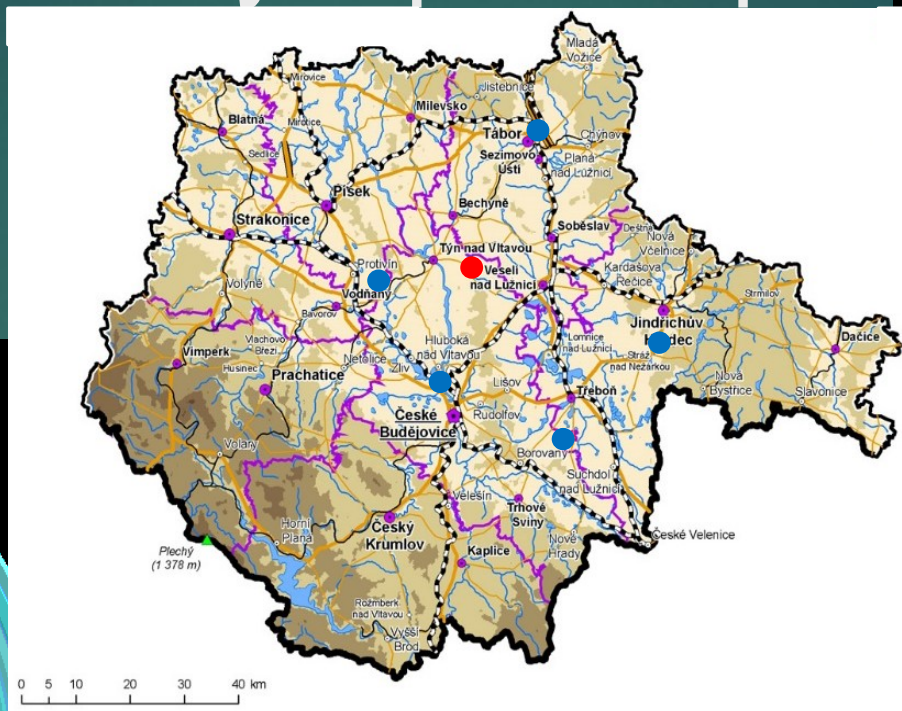 Mladá
Vožice
Mirovice
Jistebnice
Milevsko
Blatná
Mirotice
Tábor
Chýnov
Sedlice
Sezimovo
Ústí
Planá
nad Lužnicí
Písek
Bechyně
Strakonice
Soběslav
Deštná
Nová
Včelnice
Týn nad Vltavou
Protivín
Veselí
nad Lužnicí
Kardašova
Řečice
Volyně
Vodňany
Strmilov
Bavorov
Jindřichův
dec
Hluboká
nad Vltavou
Lomnice
nad Lužnicí
Dačice
Vlachovo
Březí
Netolice
Stráž
nad Nežárkou
Vimperk
Husinec
Zliv
Prachatice
Lišov
Nová
Bystřice
Slavonice
Třeboň
Rudolfov
České
Budějovice
Volary
Borovany
Suchdol
nad Lužnicí
Velešín
Trhové
Sviny
Horní
Planá
Český
Krumlov
Nové
Hrady
České Velenice
Plechý
(1 378 m)
Kaplice
Rožmberk
nad Vltavou
Vyšší
Brod
0 5 10 20 30 40 km